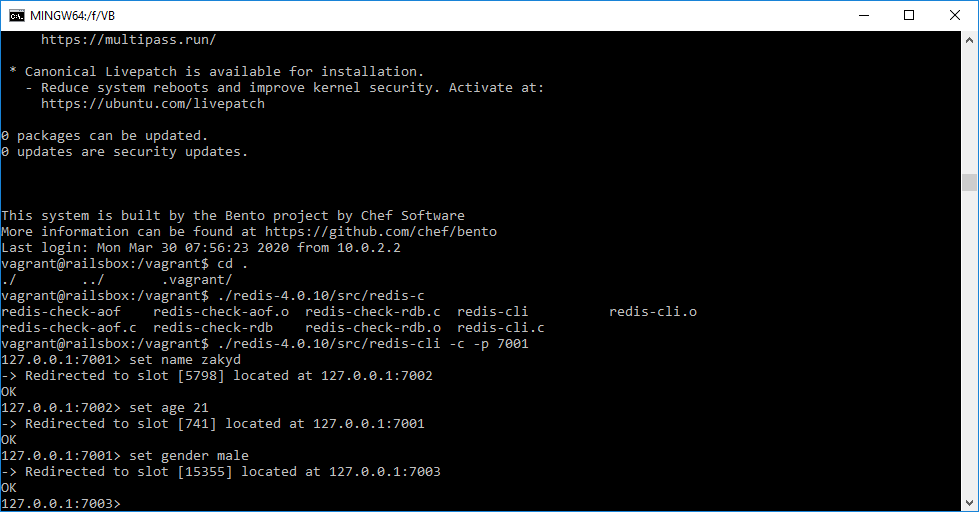 MINGW64:/f/VB
https://multipass.run/
* Canonical Livepatch is available for installation.
- Reduce system reboots and improve kernel security. Activate at:
https://ubuntu.com/livepatch
0 packages can be updated.
0 updates are security updates.
This system is built by the Bento project by Chef Software
More information can be found at https://github.com/chef/bento
Last login: Mon Mar 30 07:56:23 2020 from 10.0.2.2
vagrant@railsbox:/vagrant$ cd .
./        ../       .vagrant/
vagrant@railsbox:/vagrant$ ./redis-4.0.10/src/redis-c
redis-check-aof    redis-check-aof.o  redis-check-rdb.c  redis-cli          redis-cli.o
redis-check-aof.c  redis-check-rdb    redis-check-rdb.o  redis-cli.c
vagrant@railsbox:/vagrant$ ./redis-4.0.10/src/redis-cli -c -p 7001
127.0.0.1:7001> set name zakyd
-> Redirected to slot [5798] located at 127.0.0.1:7002
OK
127.0.0.1:7002> set age 21
-> Redirected to slot [741] located at 127.0.0.1:7001
OK
127.0.0.1:7001> set gender male
-> Redirected to slot [15355] located at 127.0.0.1:7003
OK
127.0.0.1:7003>